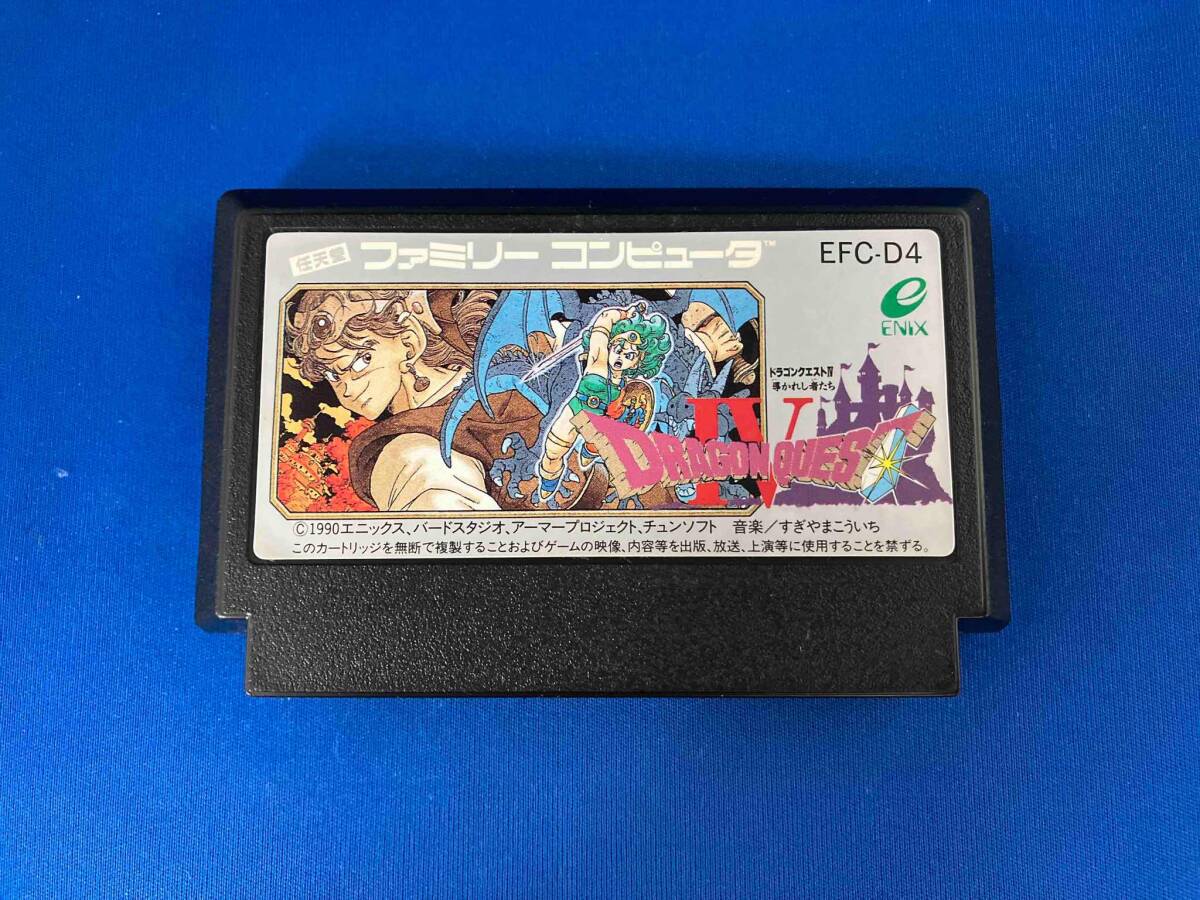 任天堂 ファミリー コンピュータ™ EFC-D4
e
ENIX
ドラゴンクエストIV
導かれし者たち
IV
DRAGON QUEST
©1990エニックス、バードスタジオ、アーマープロジェクト、チュンソフト 音楽/すぎやまこういち
このカートリッジを無断で複製することおよびゲームの映像、内容等を出版、放送、上演等に使用することを禁ずる。